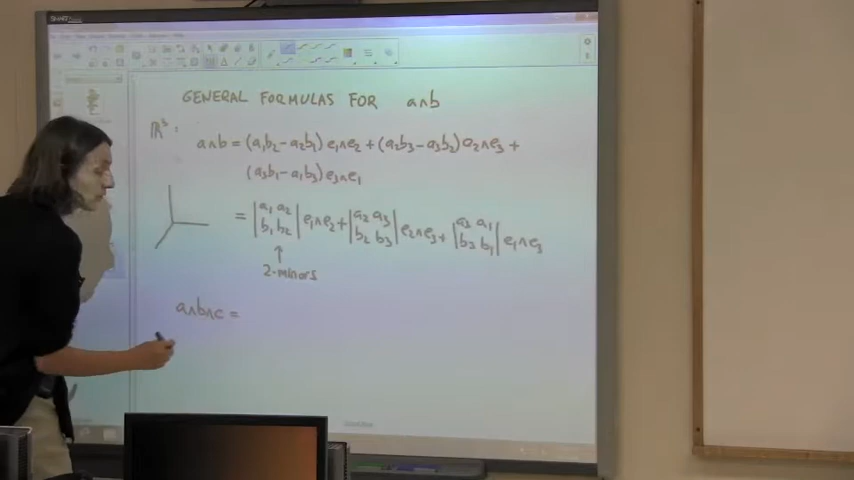 GENERAL FORMULAS FOR a∧b
ℝ³:
a∧b = (a₁b₂-a₂b₁)e₁∧e₂+(a₂b₃-a₃b₂)e₂∧e₃+
(a₃b₁-a₁b₃)e₃∧e₁
= |a₁ a₂ / b₁ b₂| e₁∧e₂+ |a₂ a₃ / b₂ b₃| e₂∧e₃+ |a₃ a₁ / b₃ b₁| e₁∧e₃
↑
2-minors
a∧b∧c =